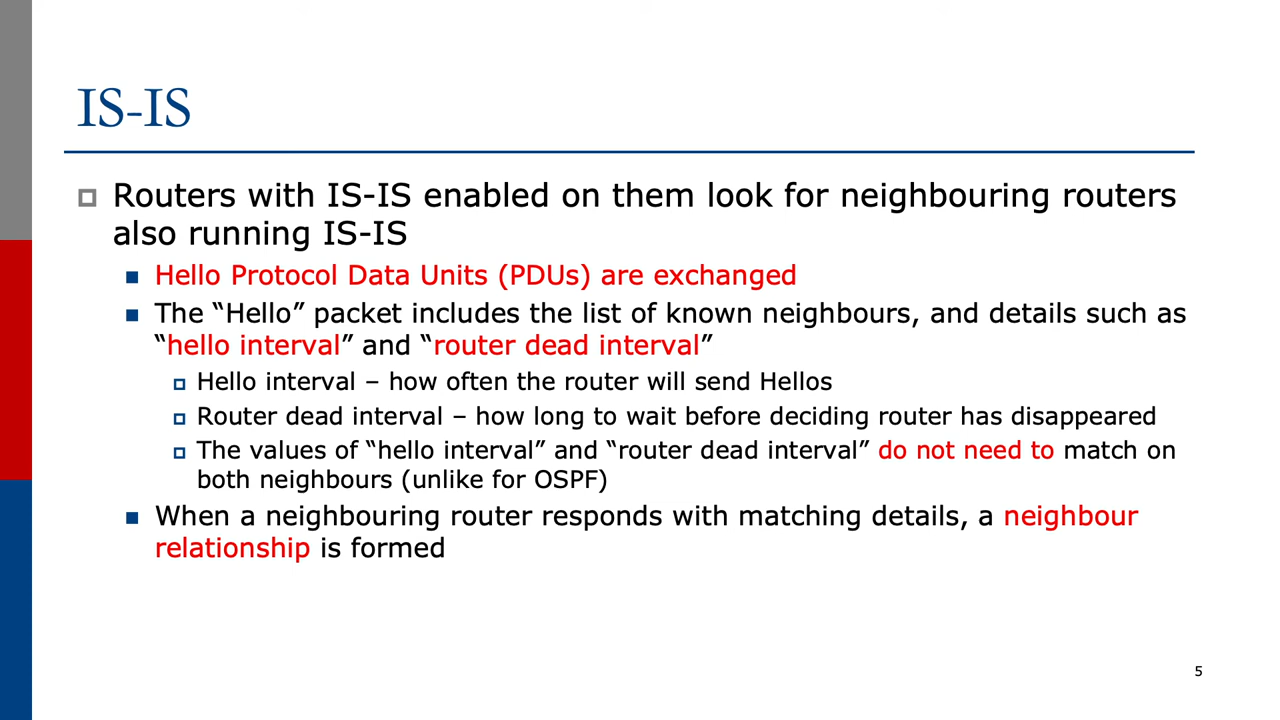 IS-IS
Routers with IS-IS enabled on them look for neighbouring routers
also running IS-IS
Hello Protocol Data Units (PDUs) are exchanged
The “Hello” packet includes the list of known neighbours, and details such as
“hello interval” and “router dead interval”
Hello interval – how often the router will send Hellos
Router dead interval – how long to wait before deciding router has disappeared
The values of “hello interval” and “router dead interval” do not need to match on
both neighbours (unlike for OSPF)
When a neighbouring router responds with matching details, a neighbour
relationship is formed
5